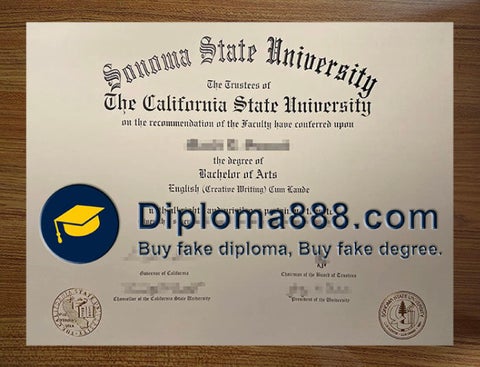 Sonoma State University
The Trustees of
The California State University
on the recommendation of the Faculty have conferred upon
the degree of
Bachelor of Arts
English (Creative Writing) Cum Laude
Diploma888.com
Buy fake diploma, Buy fake degree.
Governor of California
Chairman of the Board of Trustees
Chancellor of the California State University
President of the University